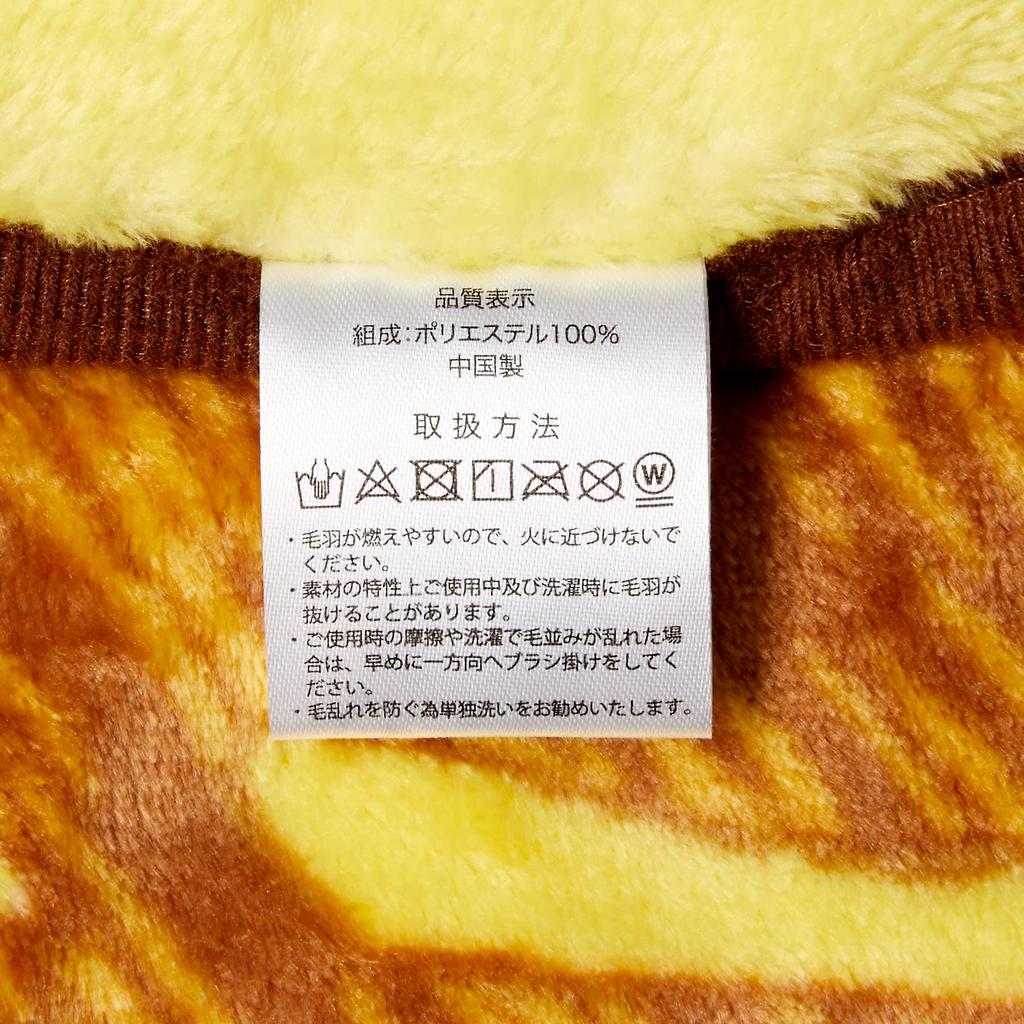 品質表示
組成:ポリエステル100%
中国製
取扱方法
W
・毛羽が燃えやすいので、火に近づけないで
ください。
・素材の特性上ご使用中及び洗濯時に毛羽が
抜けることがあります。
・ご使用時の摩擦や洗濯で毛並みが乱れた場
合は、早めに一方向へブラシ掛けをしてく
ださい。
・毛乱れを防ぐ為単独洗いをお勧めいたします。